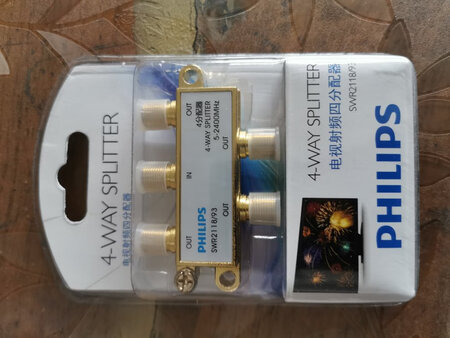 4-WAY SPLITTER
电视射频四分配器
OUT
IN
OUT
4分配器
4-WAY SPLITTER
5-2400MHz
OUT
OUT
PHILIPS
SWR2118/93
PHILIPS
4-WAY SPLITTER
电视射频四分配器
SWR2118/93